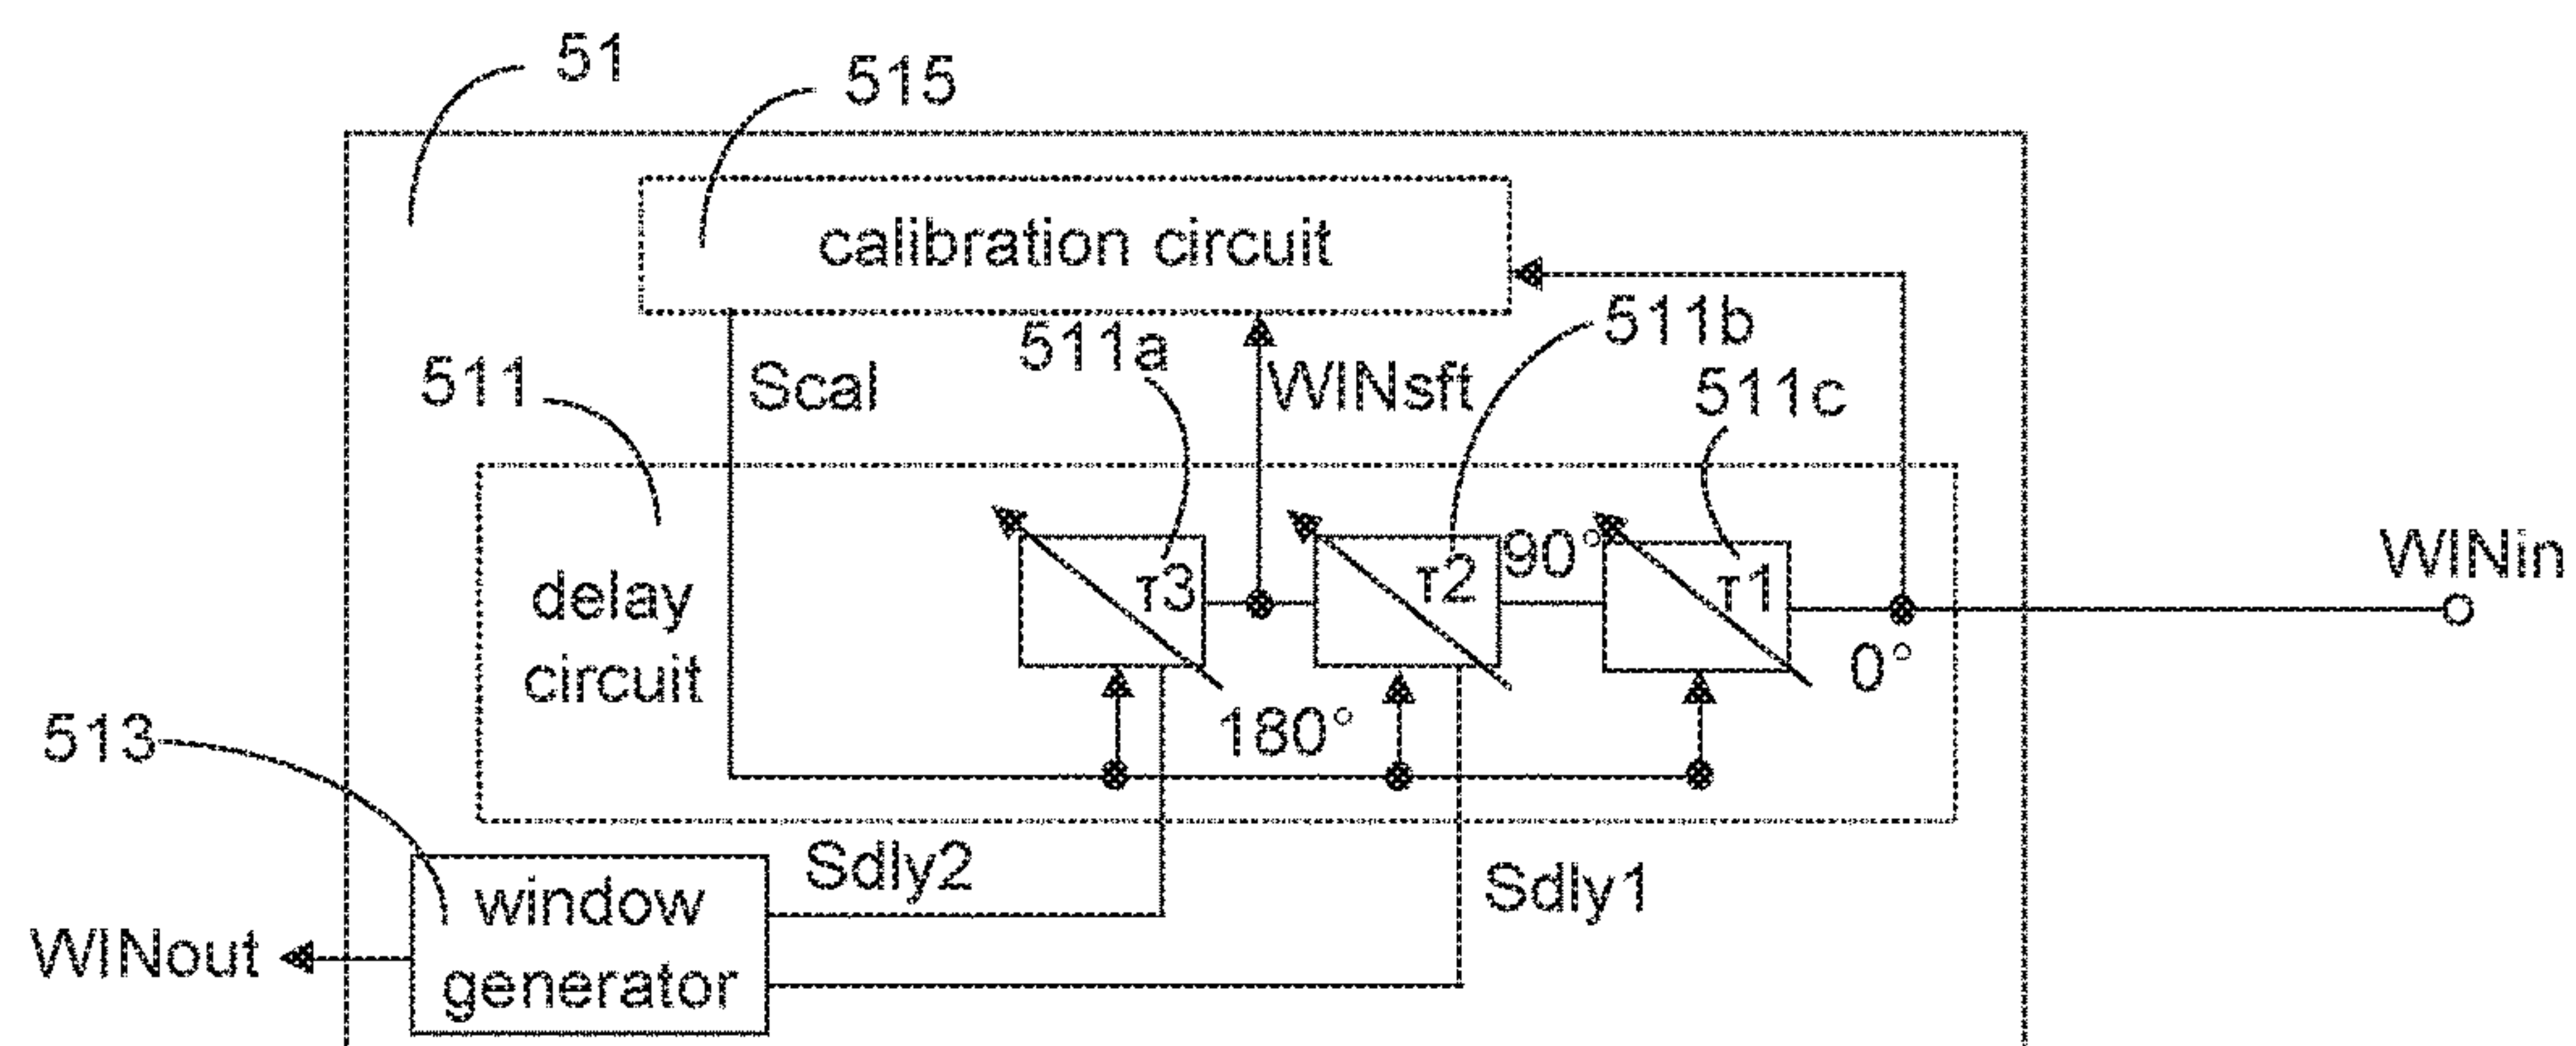 51
515
calibration circuit
511a
511b
511
Scal
WINsft
511c
delay
circuit
τ3
τ2
90°
τ1
WINin
0°
180°
513
Sdly2
Sdly1
window
generator
WINout